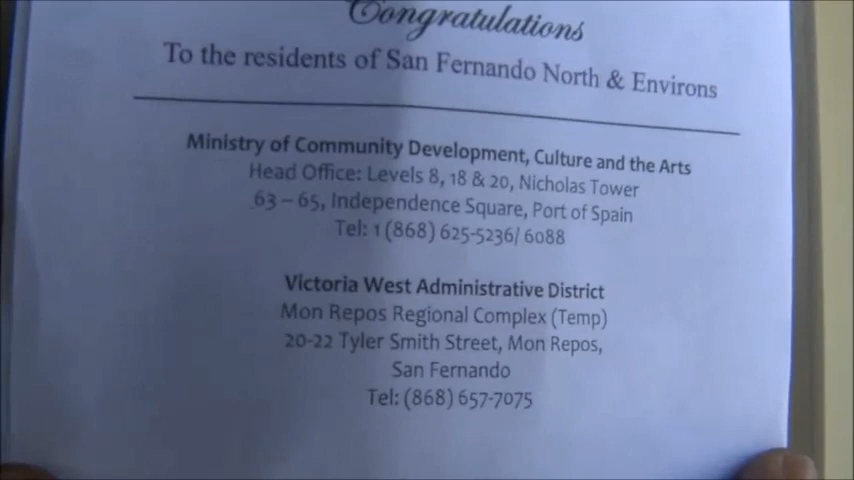 Congratulations
To the residents of San Fernando North & Environs
Ministry of Community Development, Culture and the Arts
Head Office: Levels 8, 18 & 20, Nicholas Tower
63 – 65, Independence Square, Port of Spain
Tel: 1 (868) 625-5236/ 6088
Victoria West Administrative District
Mon Repos Regional Complex (Temp)
20-22 Tyler Smith Street, Mon Repos,
San Fernando
Tel: (868) 657-7075